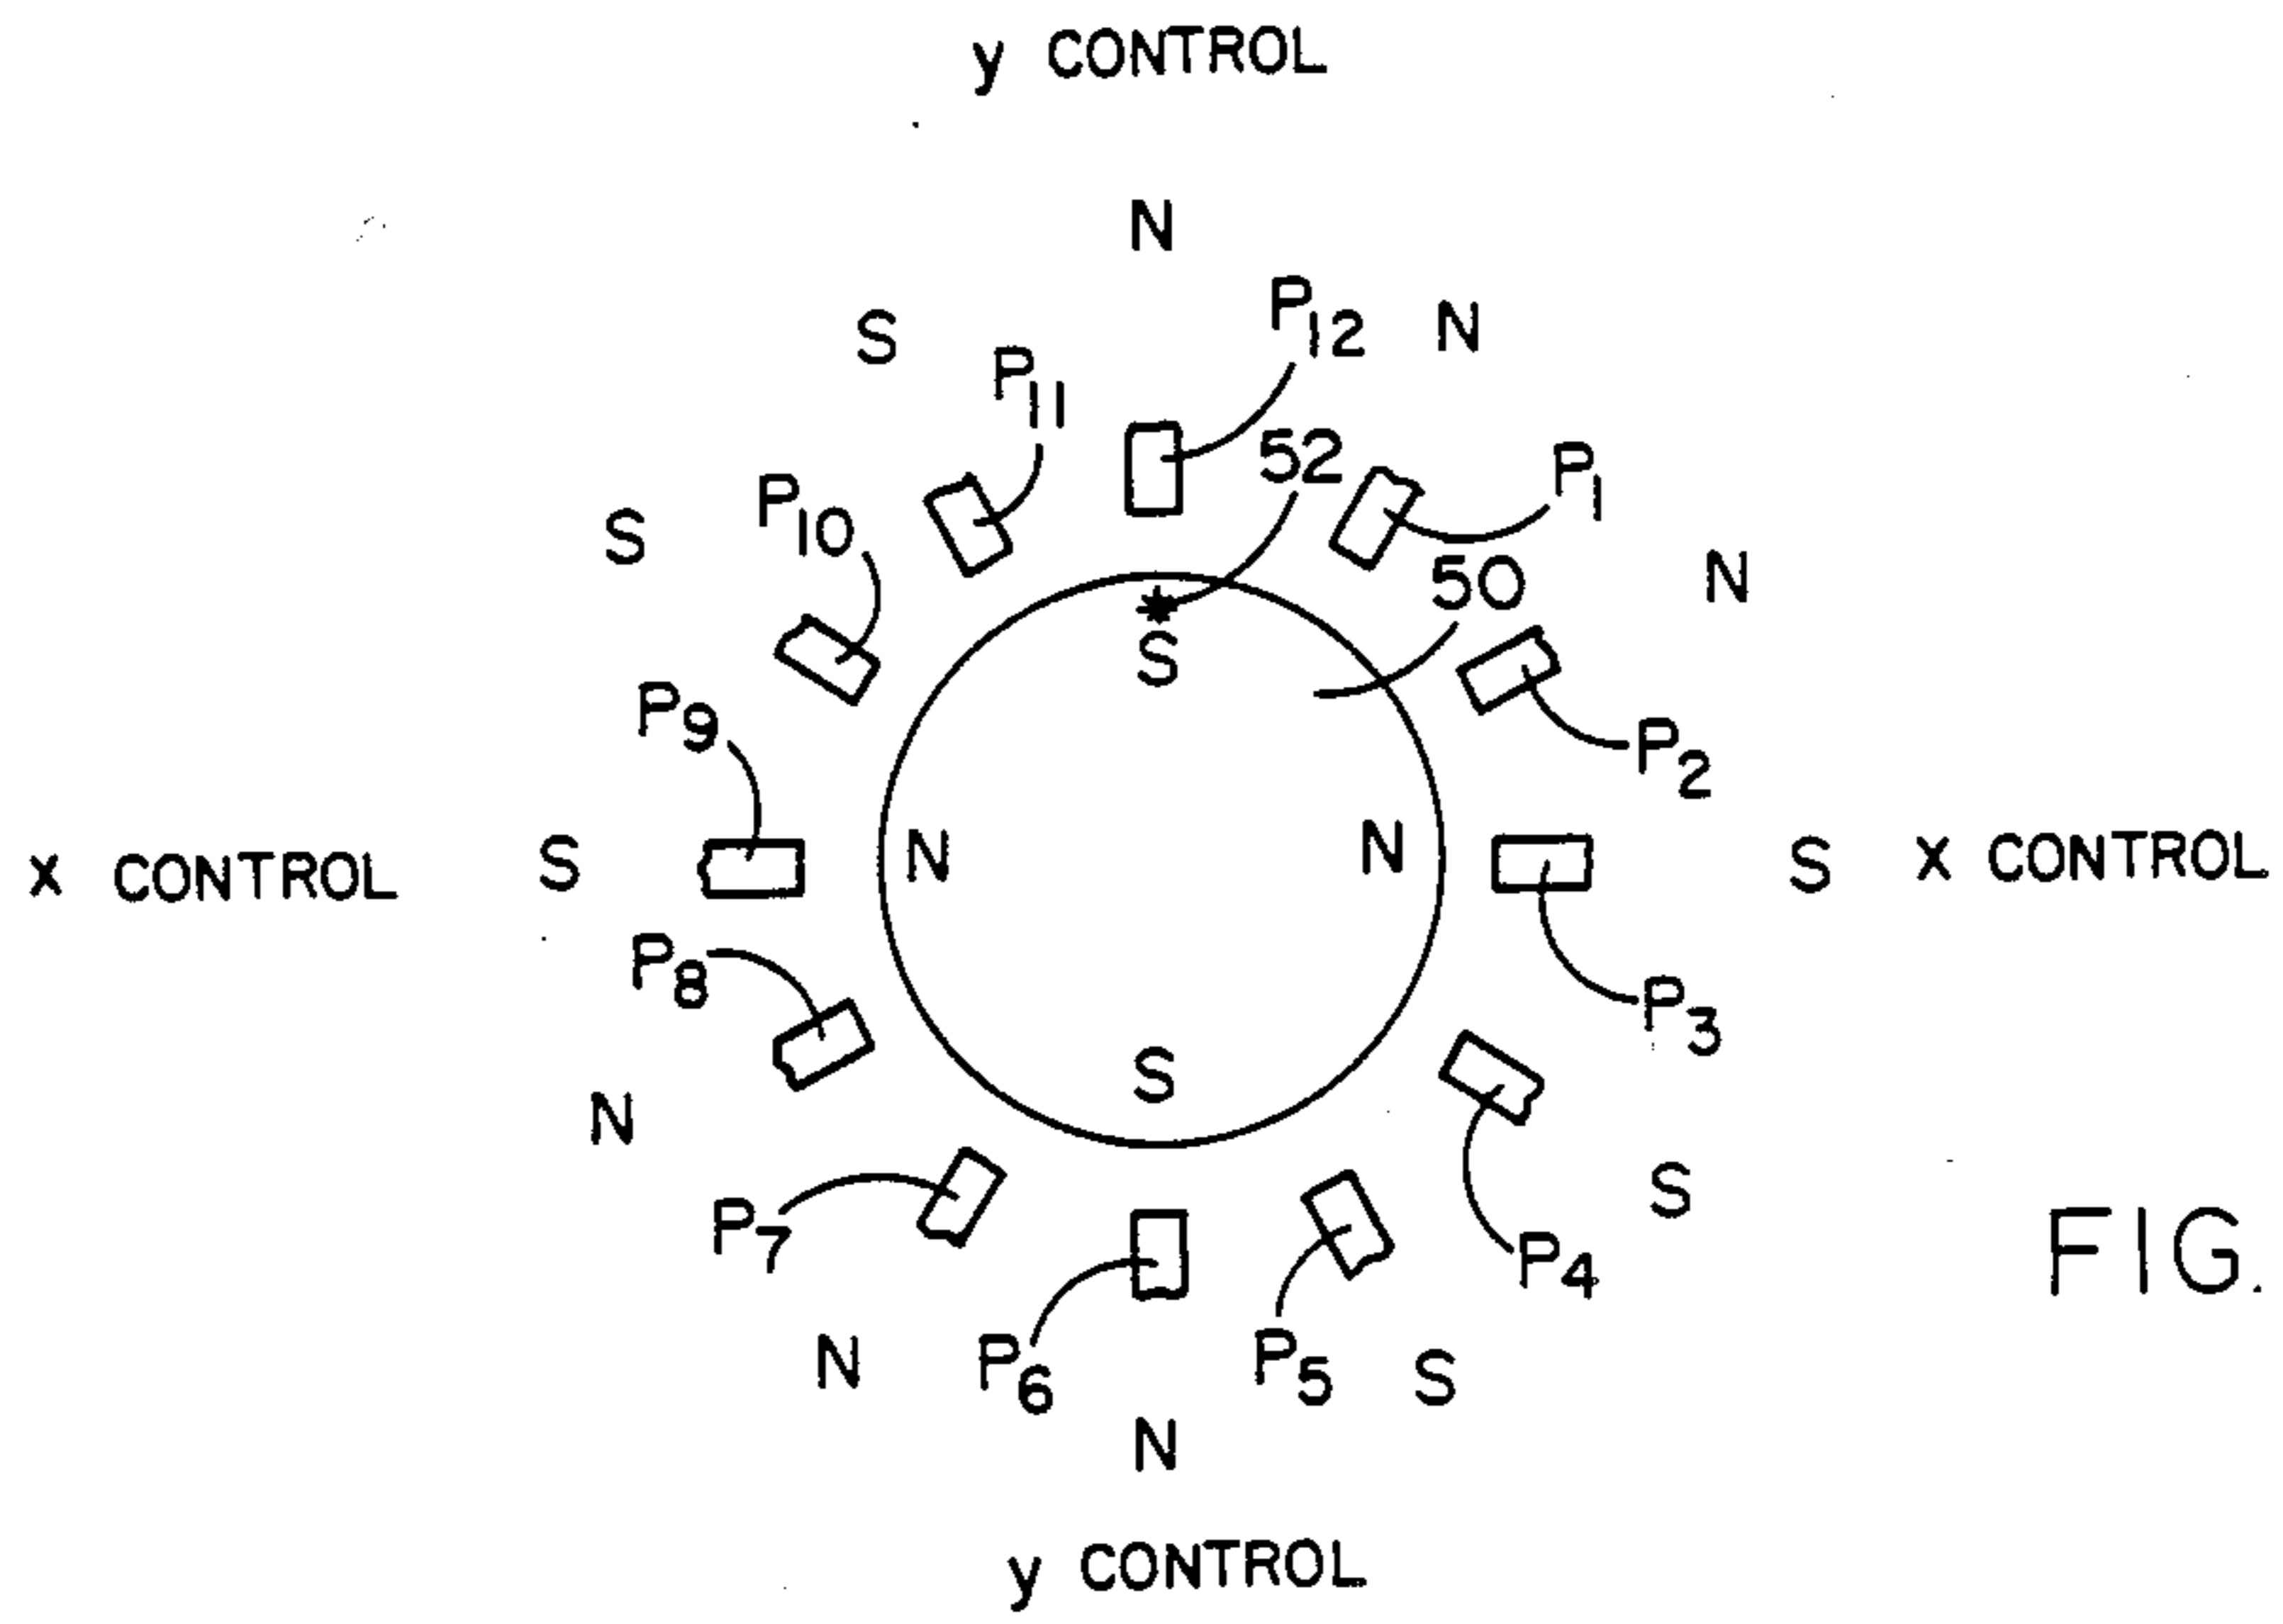 y CONTROL
N
S
P12
N
P11
52
P1
P10
S
50
N
S
P9
P2
x CONTROL
S
N
N
S
x CONTROL
P8
P3
S
N
S
P7
P4
FIG.
N
P6
P5
S
N
y CONTROL